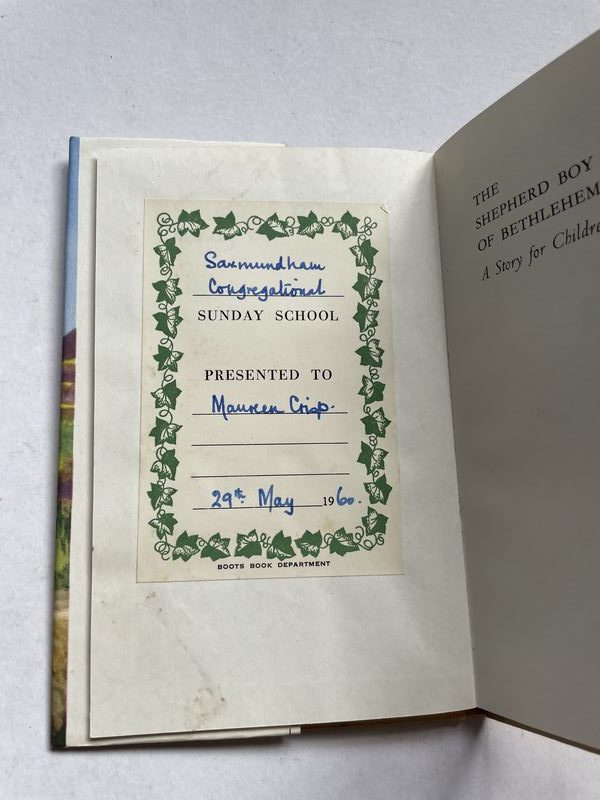 Saxmundham
Congregational
SUNDAY SCHOOL
PRESENTED TO
Maureen Crisp.
29th May 1960.
BOOTS BOOK DEPARTMENT
THE
SHEPHERD BOY
OF BETHLEHEM
A Story for Childre